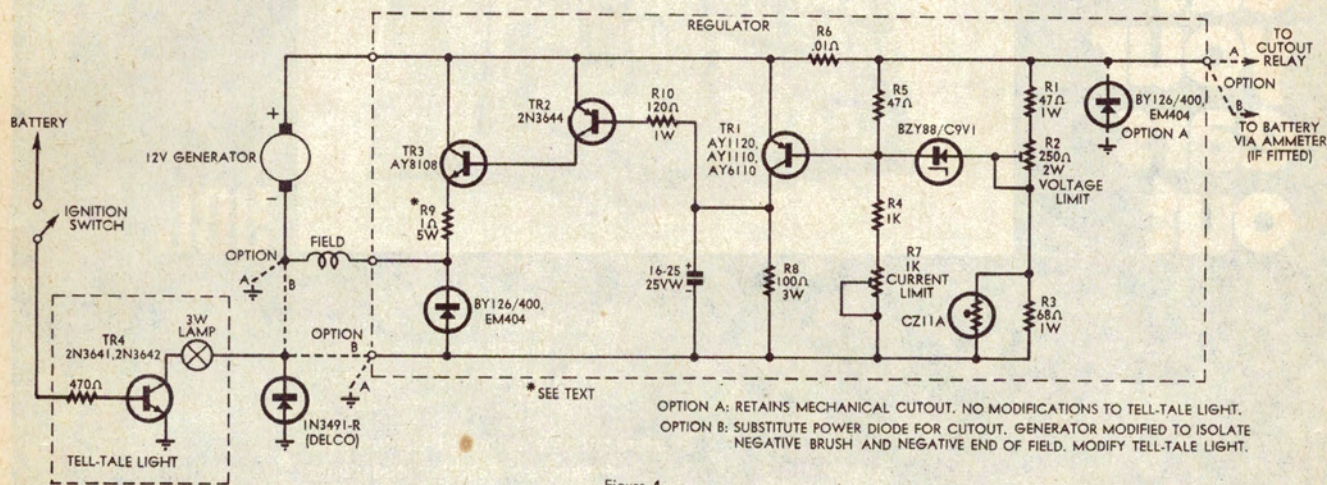 REGULATOR
R6
.01Ω
TO
CUTOUT
RELAY
A
OPTION
B
TO BATTERY
VIA AMMETER
(IF FITTED)
BATTERY
IGNITION
SWITCH
+
12V GENERATOR
−
TR3
AY8108
TR2
2N3644
R10
120Ω
1W
TR1
AY1120,
AY1110,
AY6110
R5
47Ω
BZY88/C9V1
R1
47Ω
1W
R2
250Ω
2W
VOLTAGE
LIMIT
BY126/400,
EM404
OPTION A
*
R9
1Ω
5W
OPTION
A
B
FIELD
BY126/400,
EM404
16-25
25VW
+
−
R8
100Ω
3W
R4
1K
R7
1K
CURRENT
LIMIT
CZ11A
R3
68Ω
1W
TR4
2N3641,2N3642
3W
LAMP
470Ω
TELL-TALE LIGHT
OPTION
B
A
1N3491-R
(DELCO)
*SEE TEXT
OPTION A: RETAINS MECHANICAL CUTOUT. NO MODIFICATIONS TO TELL-TALE LIGHT.
OPTION B: SUBSTITUTE POWER DIODE FOR CUTOUT. GENERATOR MODIFIED TO ISOLATE
NEGATIVE BRUSH AND NEGATIVE END OF FIELD. MODIFY TELL-TALE LIGHT.
Figure 4